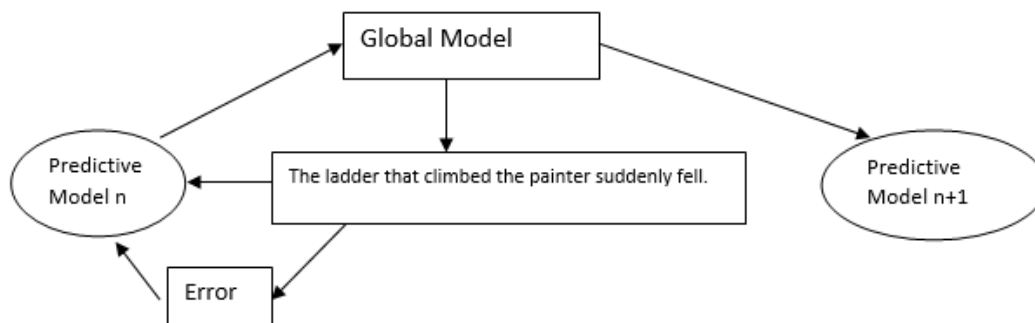 Global Model
Predictive
Model n
The ladder that climbed the painter suddenly fell.
Predictive
Model n+1
Error